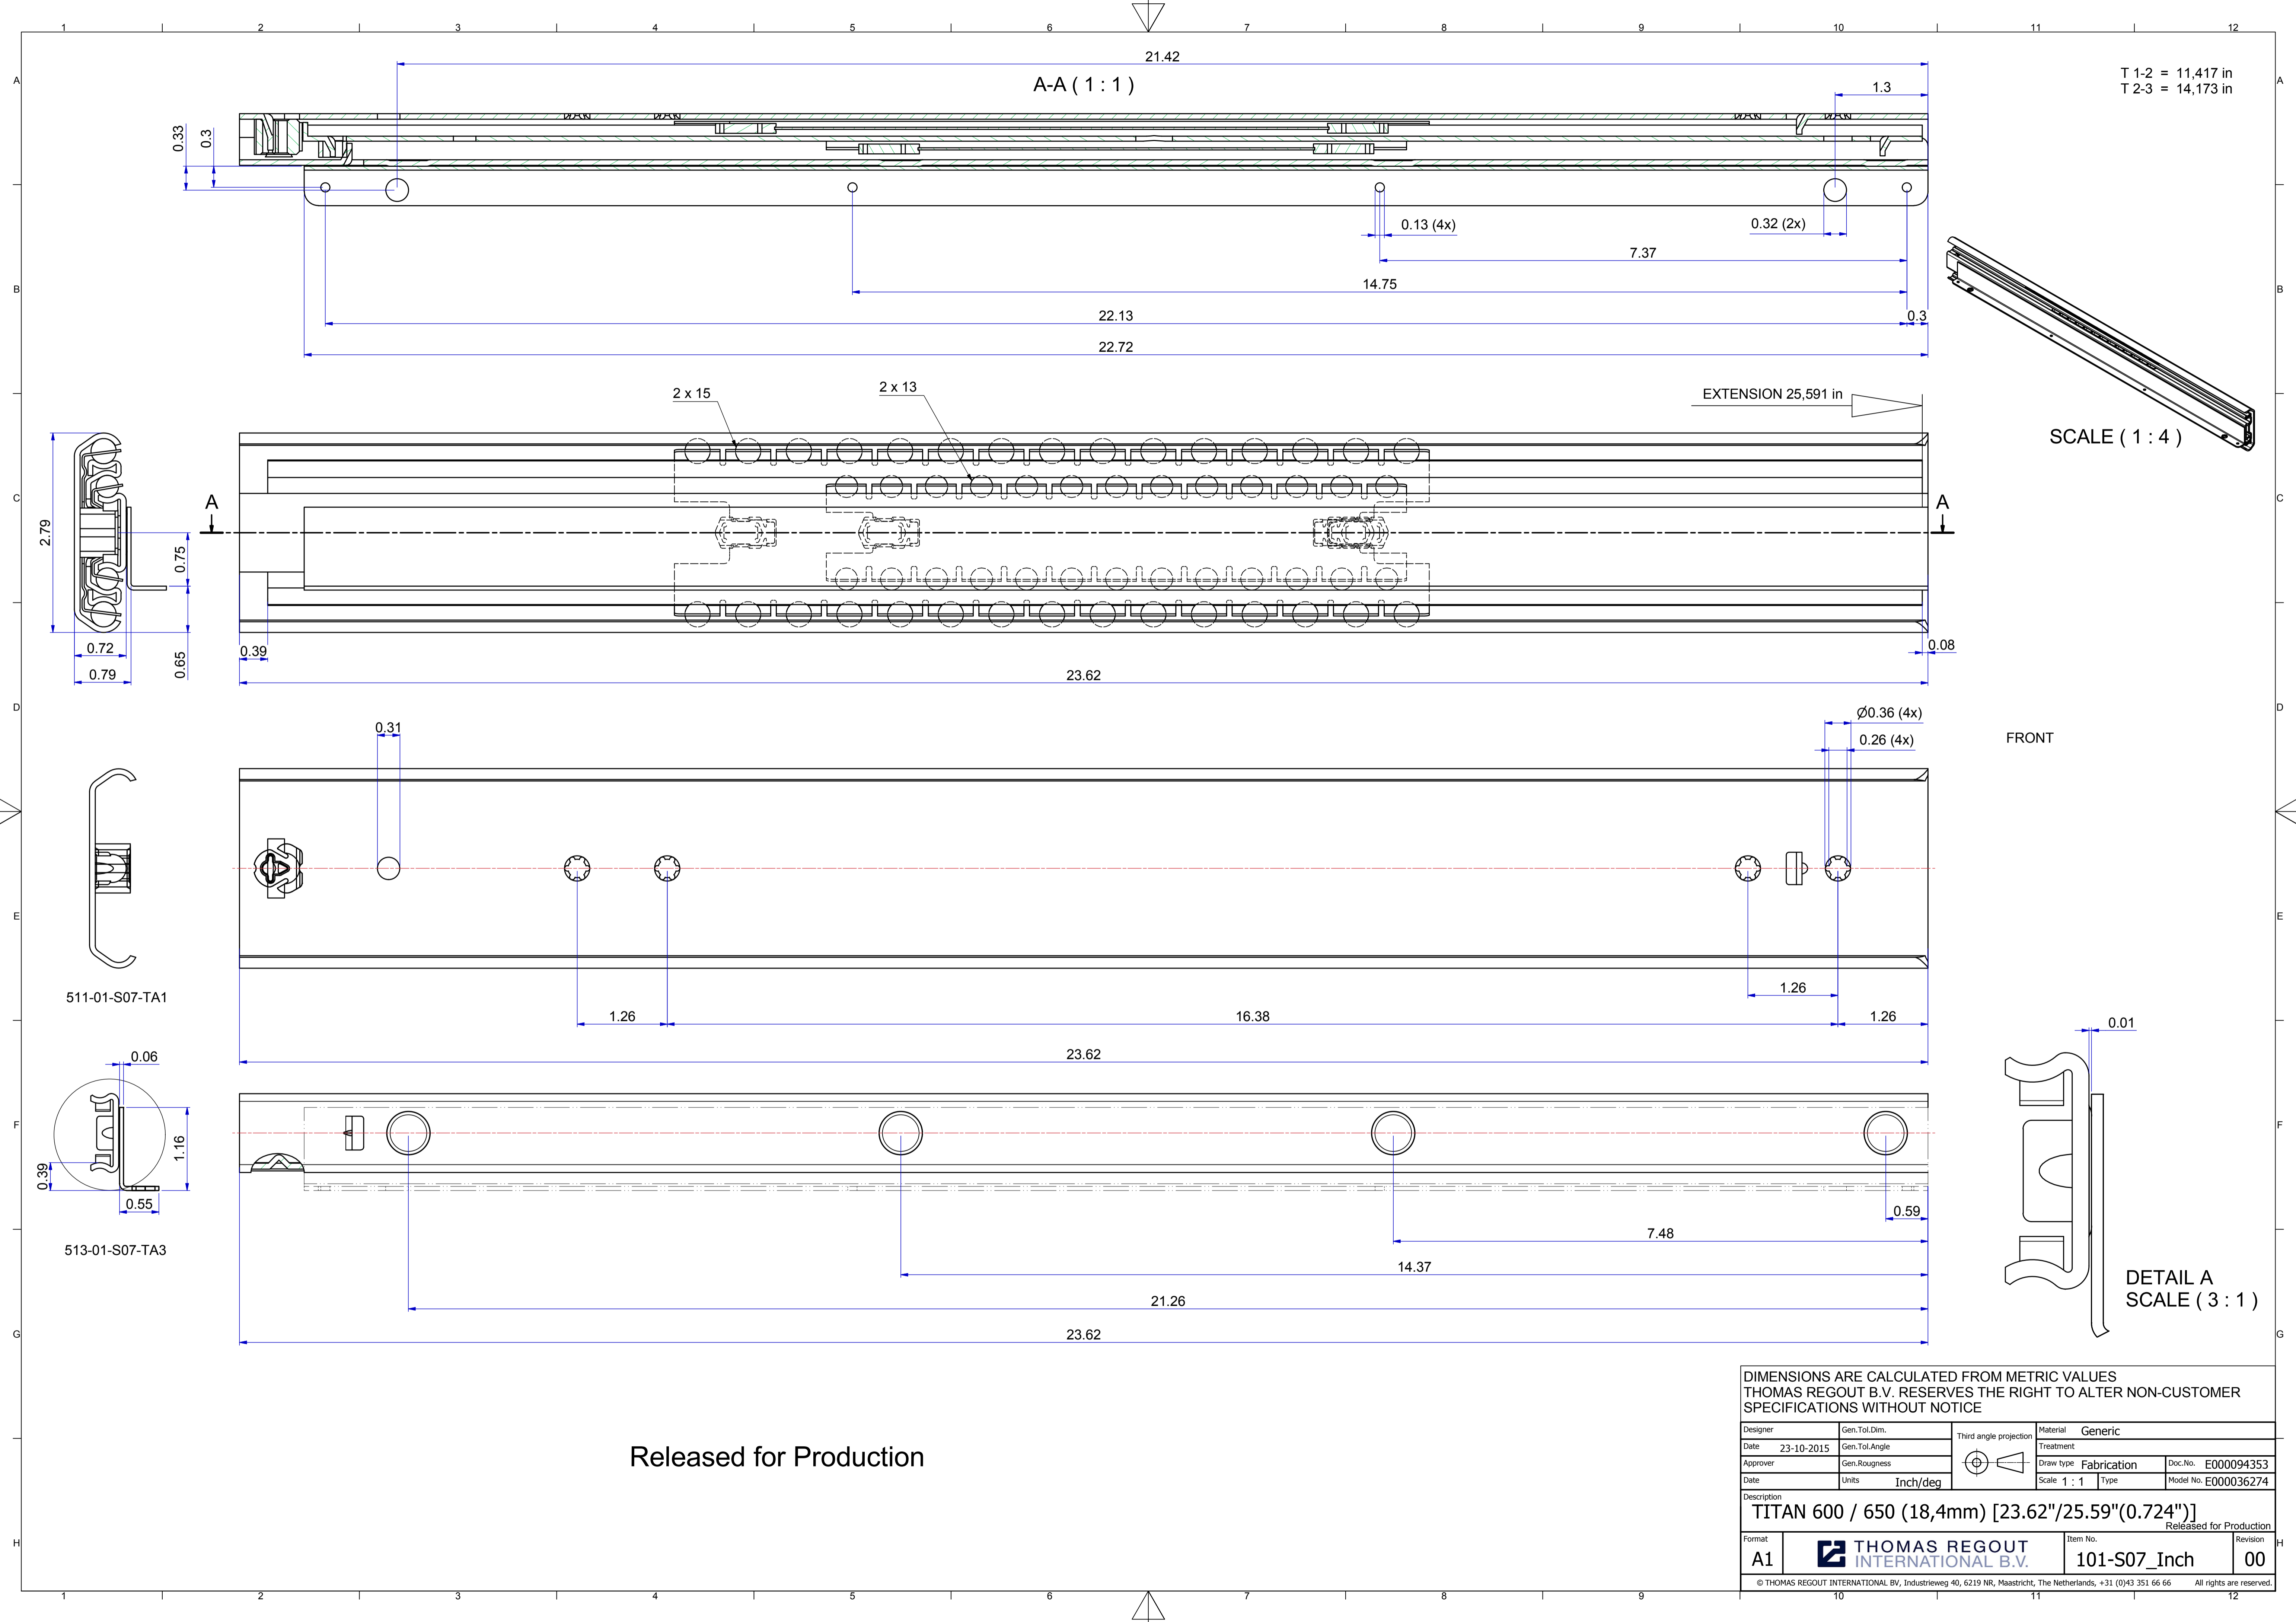 1 2 3 4 5 6 7 8 9 10 11 12
A A
21.42
A-A ( 1 : 1 )
T 1-2 = 11,417 in
T 2-3 = 14,173 in
1.3
0.33
0.3
0.13 (4x)
0.32 (2x)
7.37
B B
14.75
22.13
0.3
22.72
2 x 15
2 x 13
EXTENSION 25,591 in
SCALE ( 1 : 4 )
C C
A A
2.79
0.75
0.72
0.79
0.65
0.39
0.08
23.62
D D
0.31
Ø0.36 (4x)
0.26 (4x)
FRONT
E E
511-01-S07-TA1
1.26
1.26
16.38
1.26
23.62
0.01
0.06
F F
1.16
0.39
0.55
0.59
7.48
513-01-S07-TA3
14.37
DETAIL A
SCALE ( 3 : 1 )
21.26
23.62
G G
DIMENSIONS ARE CALCULATED FROM METRIC VALUES
THOMAS REGOUT B.V. RESERVES THE RIGHT TO ALTER NON-CUSTOMER
SPECIFICATIONS WITHOUT NOTICE
Released for Production
Designer Gen.Tol.Dim. Third angle projection Material Generic
Date 23-10-2015 Gen.Tol.Angle Treatment
Approver Gen.Rougness Draw type Fabrication Doc.No. E000094353
Date Units Inch/deg Scale 1 : 1 Type Model No. E000036274
Description
TITAN 600 / 650 (18,4mm) [23.62"/25.59"(0.724")]
Released for Production
H H
Format A1 THOMAS REGOUT INTERNATIONAL B.V. Item No. 101-S07_Inch Revision 00
© THOMAS REGOUT INTERNATIONAL BV, Industrieweg 40, 6219 NR, Maastricht, The Netherlands, +31 (0)43 351 66 66 All rights are reserved.
1 2 3 4 5 6 7 8 9 10 11 12